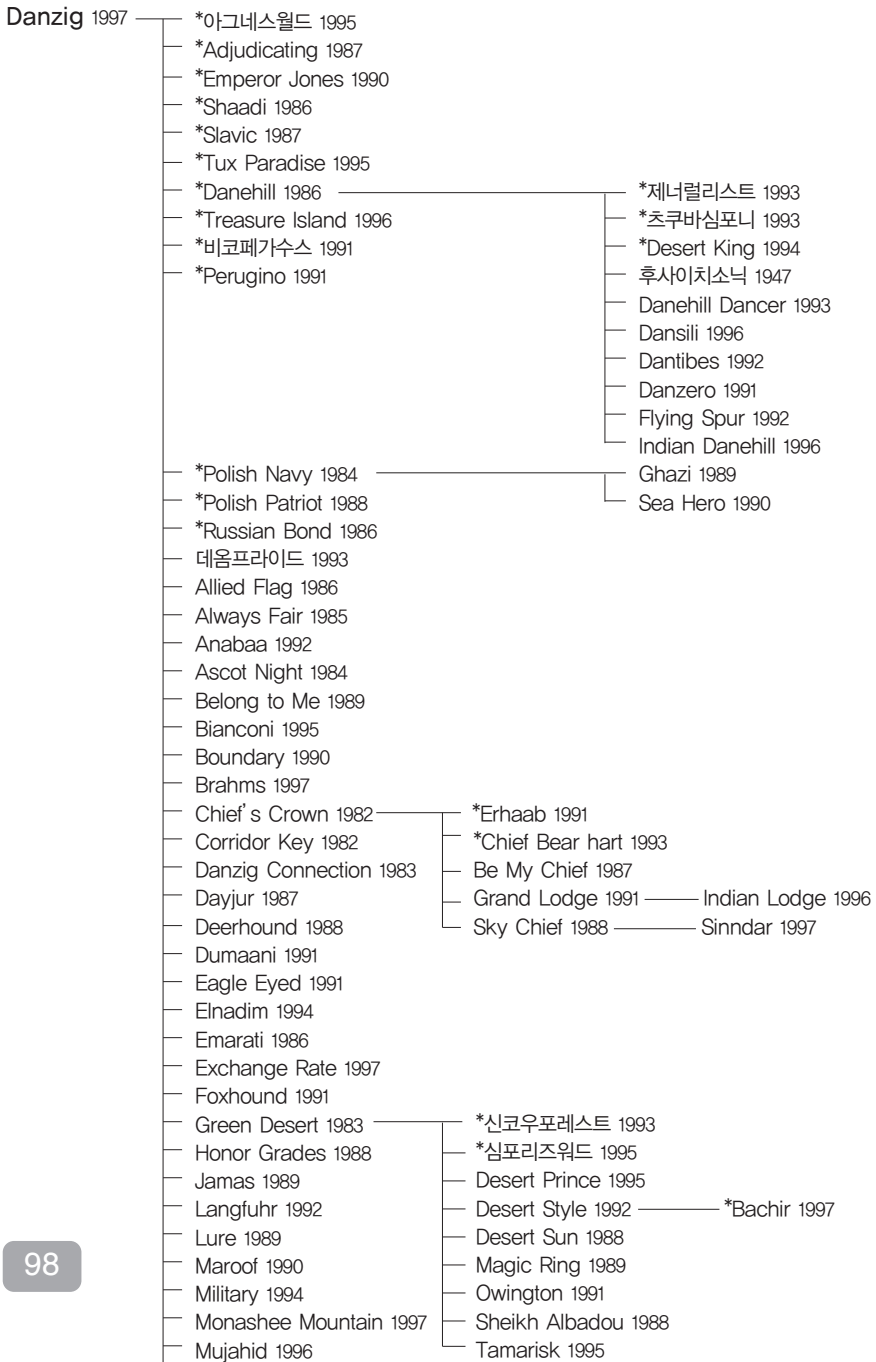 Danzig 1997 *아그네스월드 1995
*Adjudicating 1987
*Emperor Jones 1990
*Shaadi 1986
*Slavic 1987
*Tux Paradise 1995
*Danehill 1986 *제너럴리스트 1993
*Treasure Island 1996 *츠쿠바심포니 1993
*비코페가수스 1991 *Desert King 1994
*Perugino 1991 후사이치소닉 1947
Danehill Dancer 1993
Dansili 1996
Dantibes 1992
Danzero 1991
Flying Spur 1992
Indian Danehill 1996
*Polish Navy 1984 Ghazi 1989
*Polish Patriot 1988 Sea Hero 1990
*Russian Bond 1986
데옴프라이드 1993
Allied Flag 1986
Always Fair 1985
Anabaa 1992
Ascot Night 1984
Belong to Me 1989
Bianconi 1995
Boundary 1990
Brahms 1997
Chief's Crown 1982 *Erhaab 1991
Corridor Key 1982 *Chief Bear hart 1993
Danzig Connection 1983 Be My Chief 1987
Dayjur 1987 Grand Lodge 1991 Indian Lodge 1996
Deerhound 1988 Sky Chief 1988 Sinndar 1997
Dumaani 1991
Eagle Eyed 1991
Elnadim 1994
Emarati 1986
Exchange Rate 1997
Foxhound 1991
Green Desert 1983 *신코우포레스트 1993
Honor Grades 1988 *심포리즈워드 1995
Jamas 1989 Desert Prince 1995
Langfuhr 1992 Desert Style 1992 *Bachir 1997
Lure 1989 Desert Sun 1988
Maroof 1990 Magic Ring 1989
Military 1994 Owington 1991
Monashee Mountain 1997 Sheikh Albadou 1988
Mujahid 1996 Tamarisk 1995
98